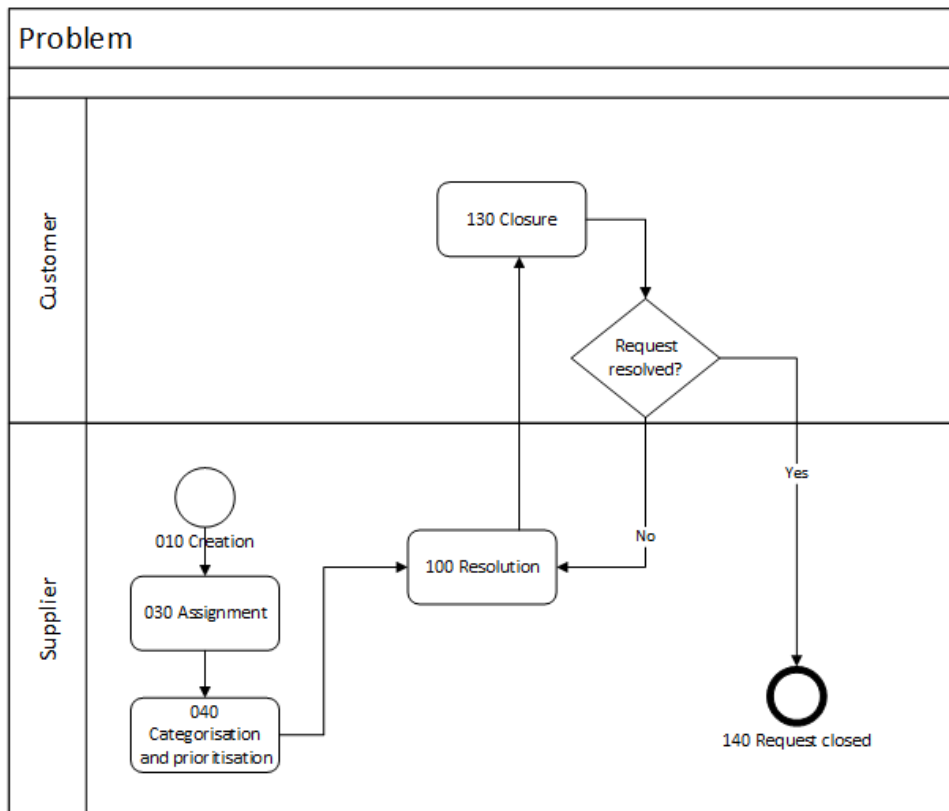 Problem
Customer
130 Closure
Request
resolved?
Supplier
010 Creation
030 Assignment
040
Categorisation
and prioritisation
100 Resolution
No
Yes
140 Request closed